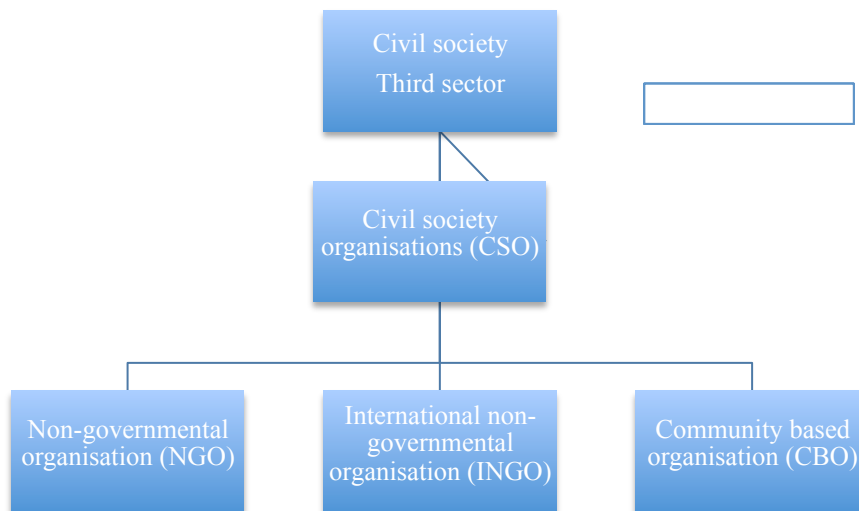 Civil society
Third sector
Civil society
organisations (CSO)
Non-governmental
organisation (NGO)
International non-
governmental
organisation (INGO)
Community based
organisation (CBO)